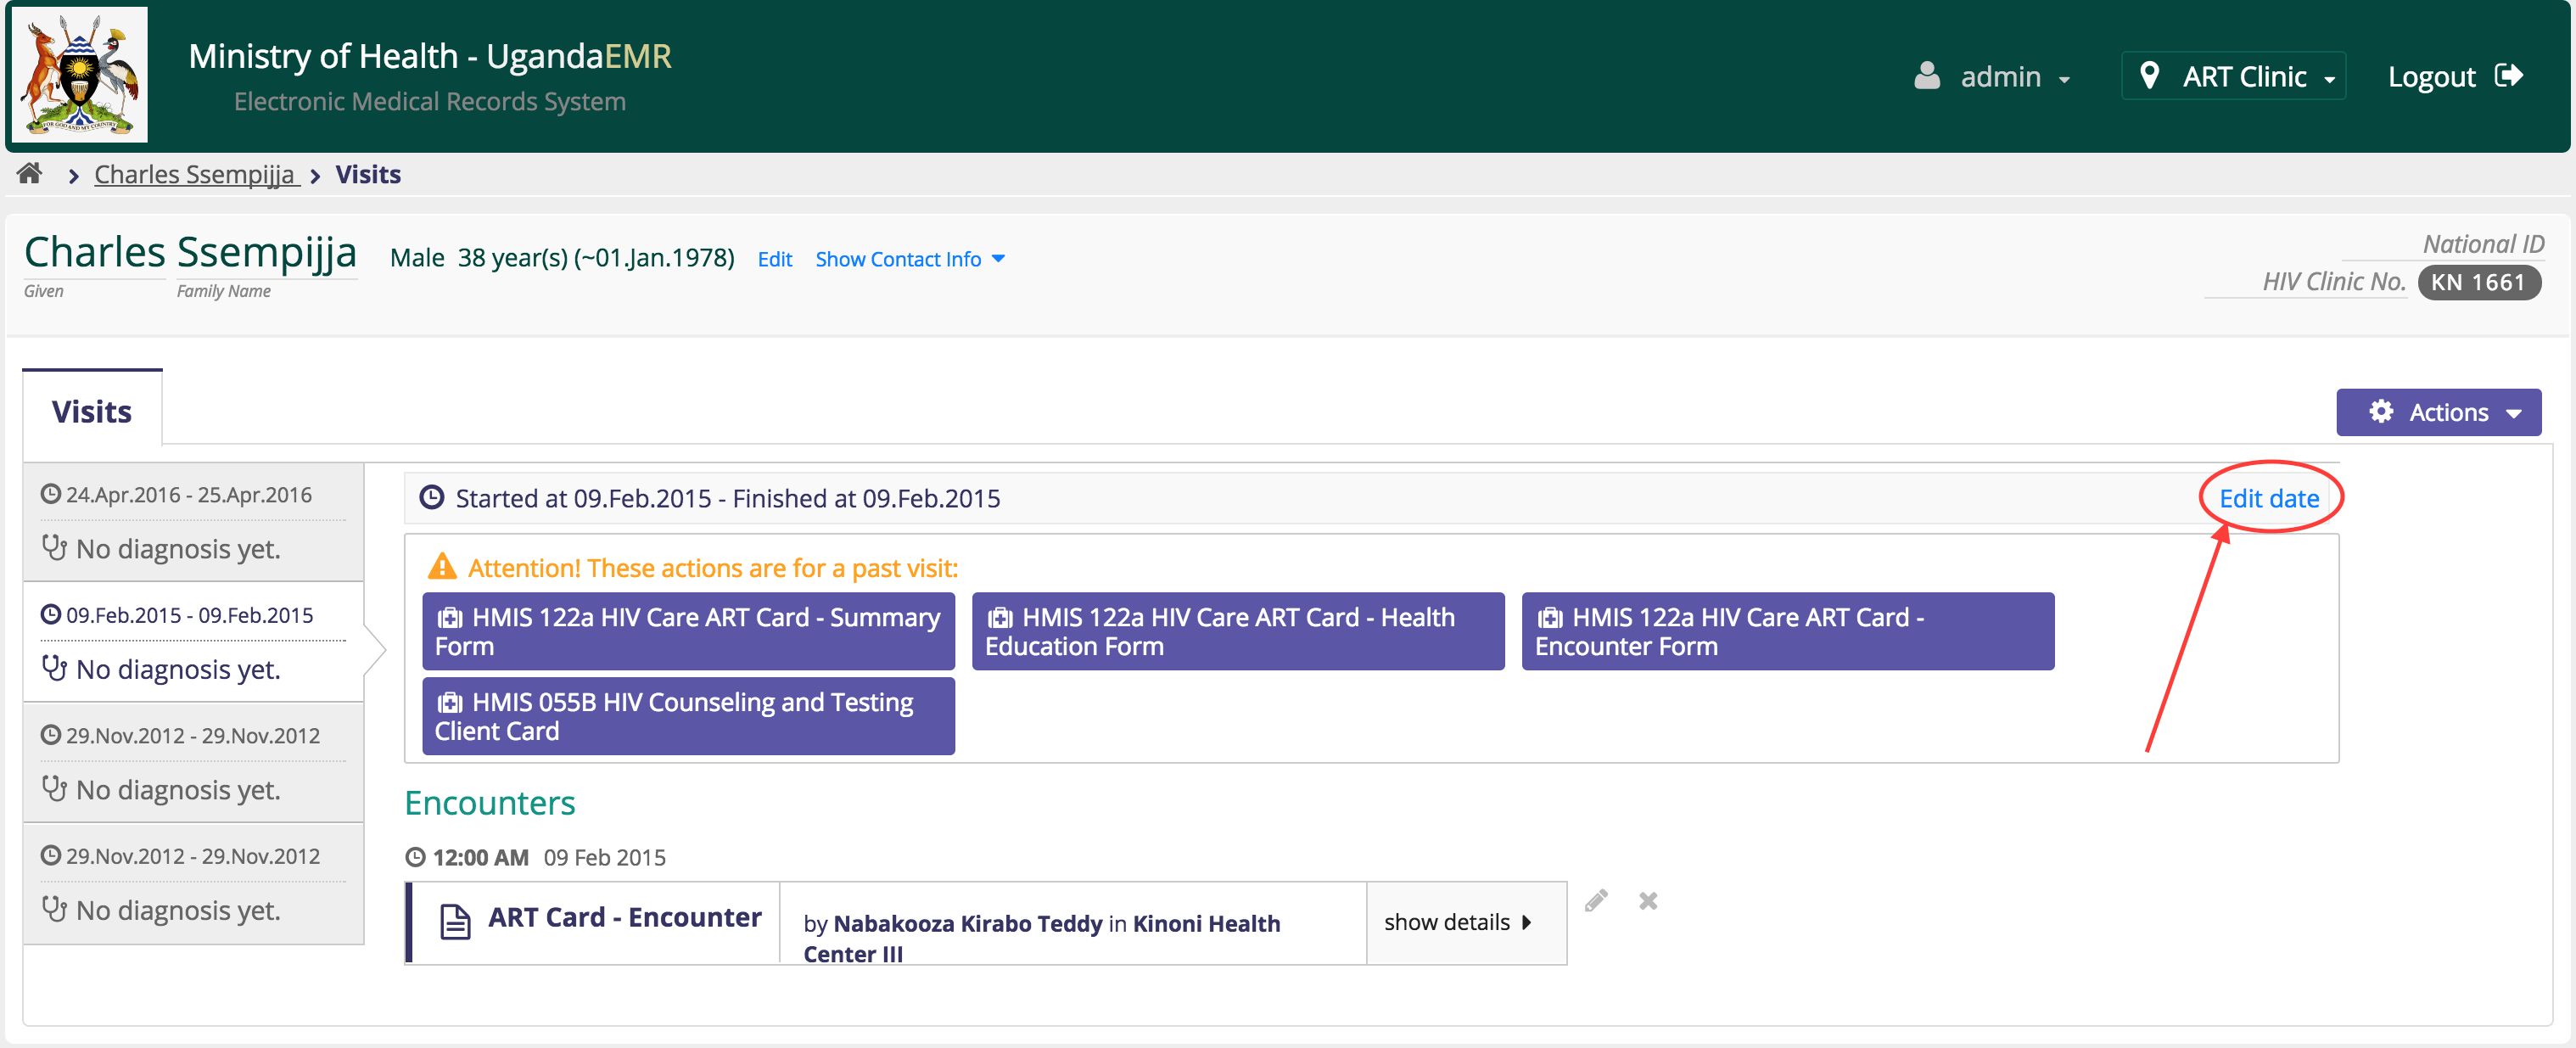 Ministry of Health - UgandaEMR
Electronic Medical Records System
admin
ART Clinic
Logout
FOR GOD AND MY COUNTRY
Charles Ssempijja
Visits
Charles Ssempijja
Given
Family Name
Male 38 year(s) (~01.Jan.1978) Edit Show Contact Info
National ID
HIV Clinic No. KN 1661
Visits
Actions
24.Apr.2016 - 25.Apr.2016
No diagnosis yet.
09.Feb.2015 - 09.Feb.2015
No diagnosis yet.
29.Nov.2012 - 29.Nov.2012
No diagnosis yet.
29.Nov.2012 - 29.Nov.2012
No diagnosis yet.
Started at 09.Feb.2015 - Finished at 09.Feb.2015
Edit date
Attention! These actions are for a past visit:
HMIS 122a HIV Care ART Card - Summary
Form
HMIS 122a HIV Care ART Card - Health
Education Form
HMIS 122a HIV Care ART Card -
Encounter Form
HMIS 055B HIV Counseling and Testing
Client Card
Encounters
12:00 AM 09 Feb 2015
ART Card - Encounter
by Nabakooza Kirabo Teddy in Kinoni Health
Center III
show details